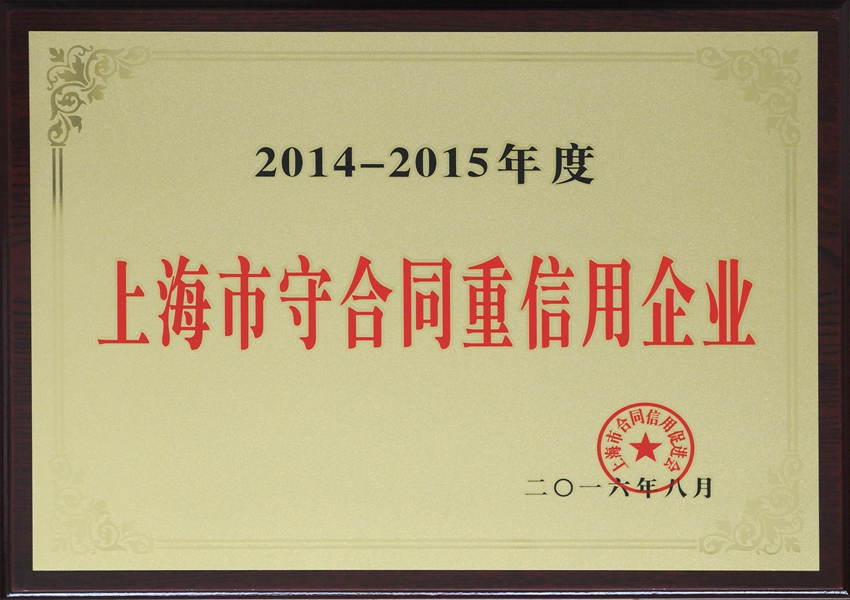 2014-2015年度
上海市守合同重信用企业
上海市合同信用促进会
二〇一六年八月